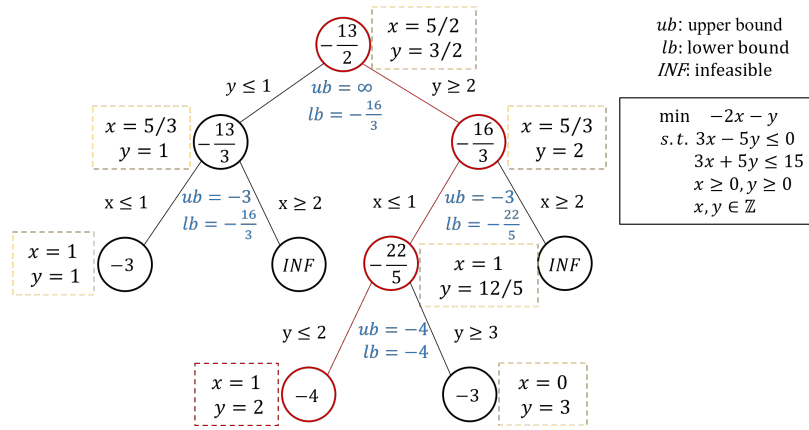 −13/2
x = 5/2
y = 3/2
ub: upper bound
lb: lower bound
INF: infeasible
y ≤ 1
ub = ∞
lb = −16/3
y ≥ 2
x = 5/3
y = 1
−13/3
−16/3
x = 5/3
y = 2
min −2x − y
s.t. 3x − 5y ≤ 0
3x + 5y ≤ 15
x ≥ 0, y ≥ 0
x, y ∈ ℤ
x ≤ 1
ub = −3
lb = −16/3
x ≥ 2
x ≤ 1
ub = −3
lb = −22/5
x ≥ 2
x = 1
y = 1
−3
INF
−22/5
x = 1
y = 12/5
INF
y ≤ 2
ub = −4
lb = −4
y ≥ 3
x = 1
y = 2
−4
−3
x = 0
y = 3